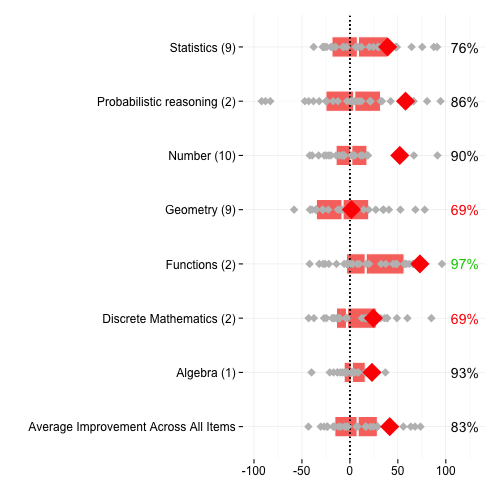 Statistics (9) 76%
Probabilistic reasoning (2) 86%
Number (10) 90%
Geometry (9) 69%
Functions (2) 97%
Discrete Mathematics (2) 69%
Algebra (1) 93%
Average Improvement Across All Items 83%
-100 -50 0 50 100